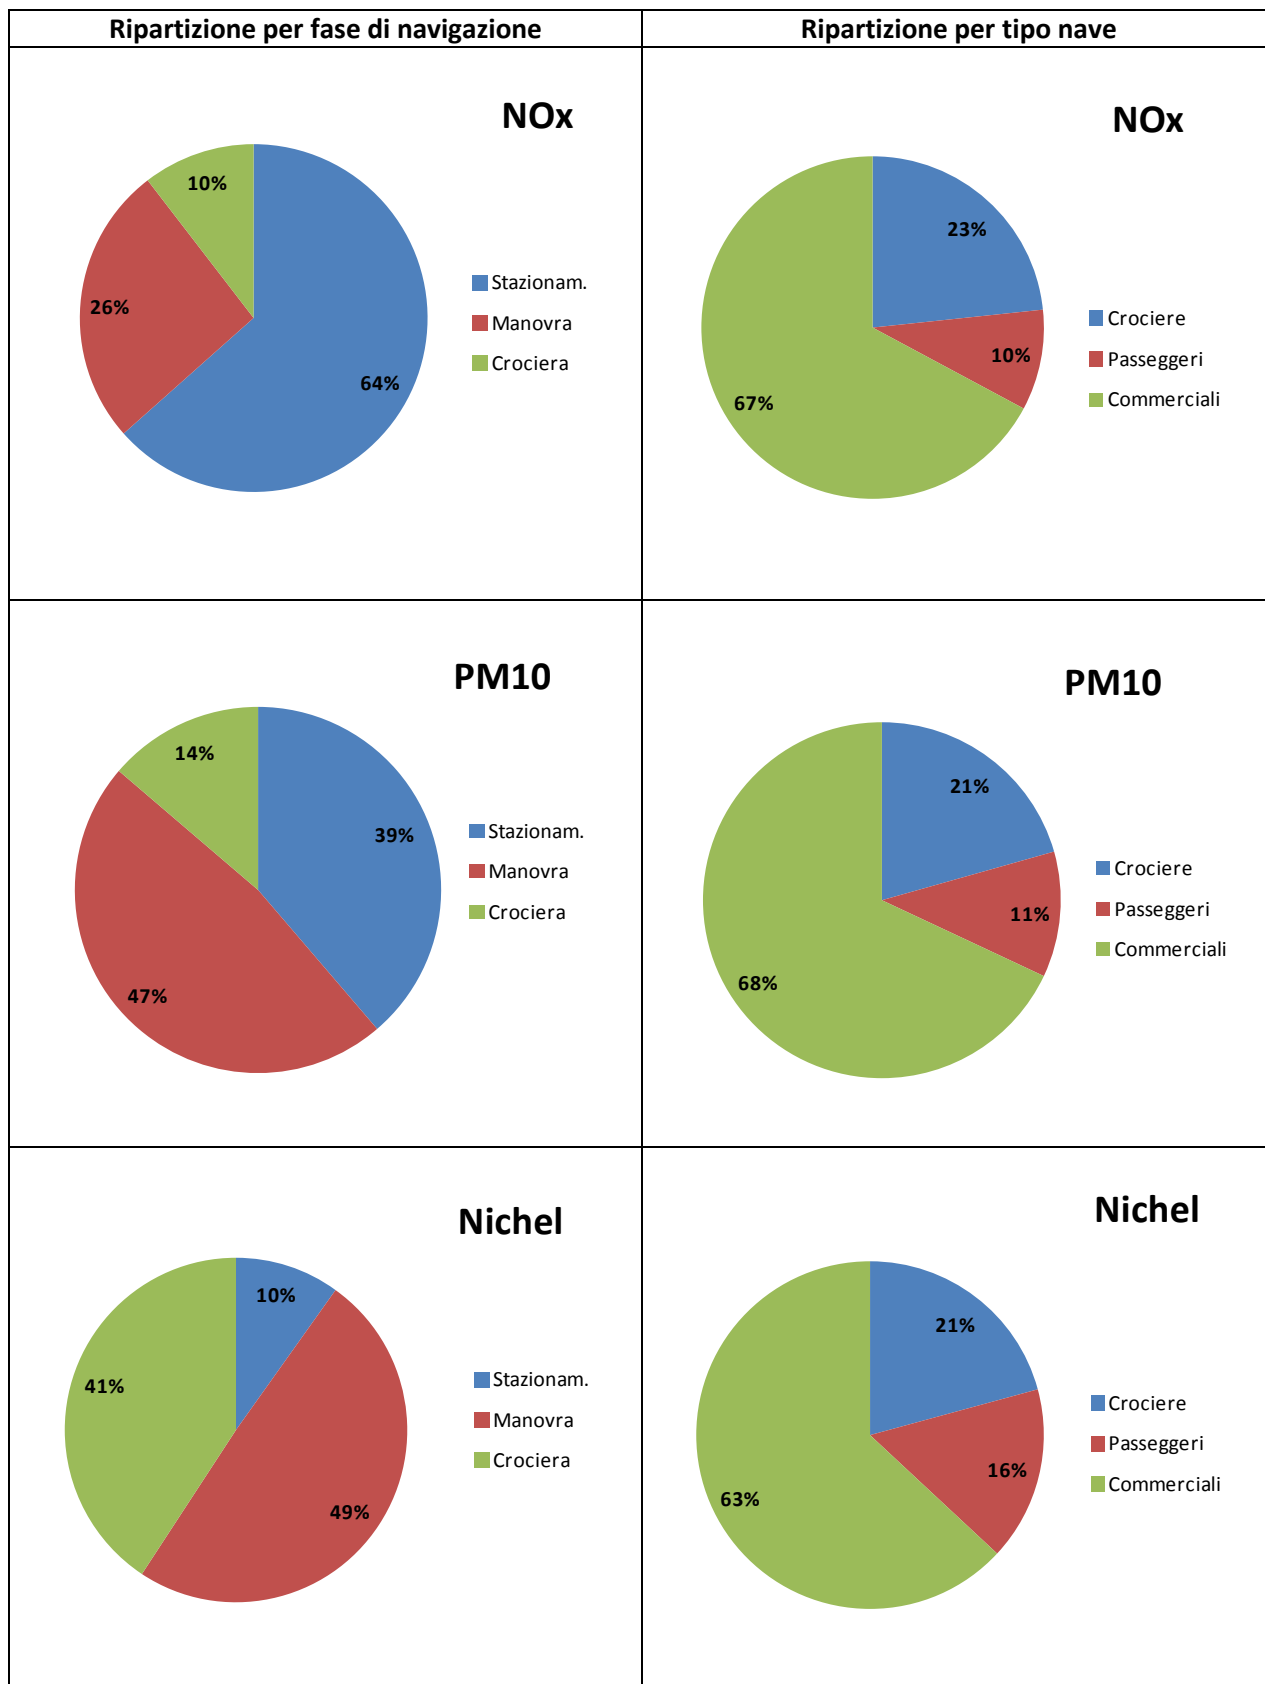 Ripartizione per fase di navigazione
Ripartizione per tipo nave
NOx
10%
26%
64%
Stazionam.
Manovra
Crociera
NOx
23%
10%
67%
Crociere
Passeggeri
Commerciali
PM10
14%
39%
47%
Stazionam.
Manovra
Crociera
PM10
21%
11%
68%
Crociere
Passeggeri
Commerciali
Nichel
10%
41%
49%
Stazionam.
Manovra
Crociera
Nichel
21%
16%
63%
Crociere
Passeggeri
Commerciali